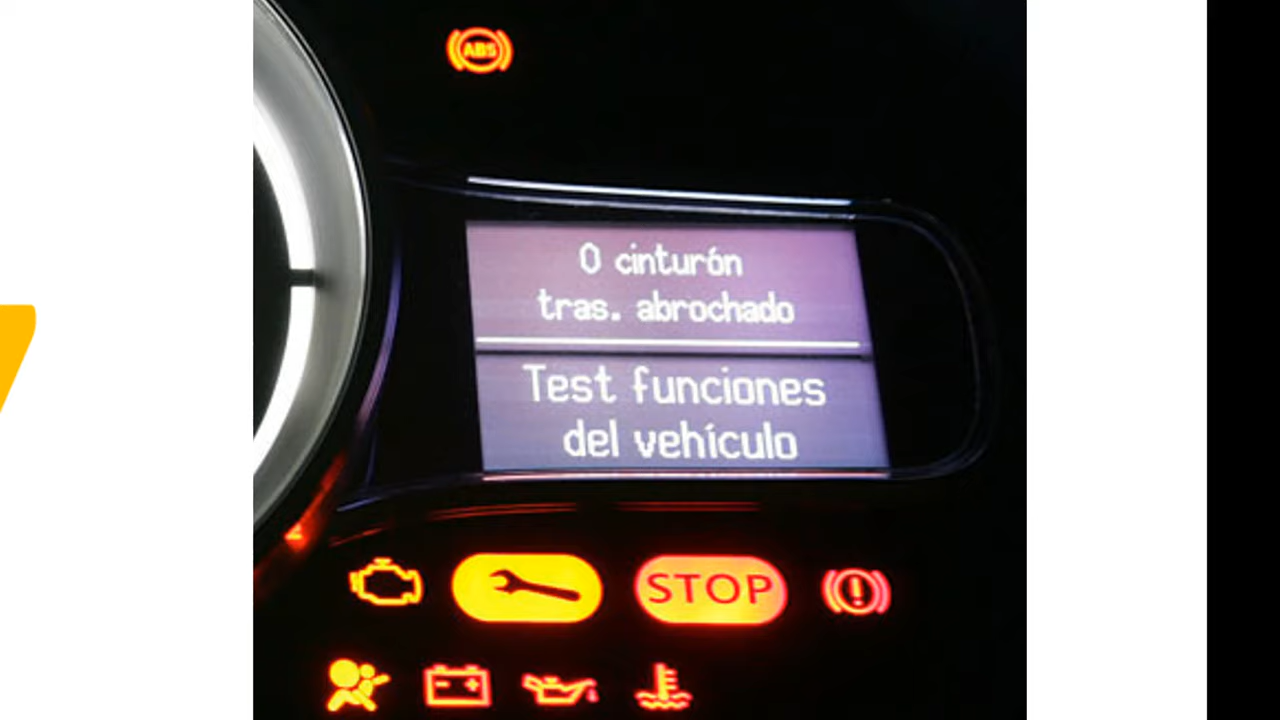 ABS
0 cinturón
tras. abrochado
Test funciones
del vehículo
STOP